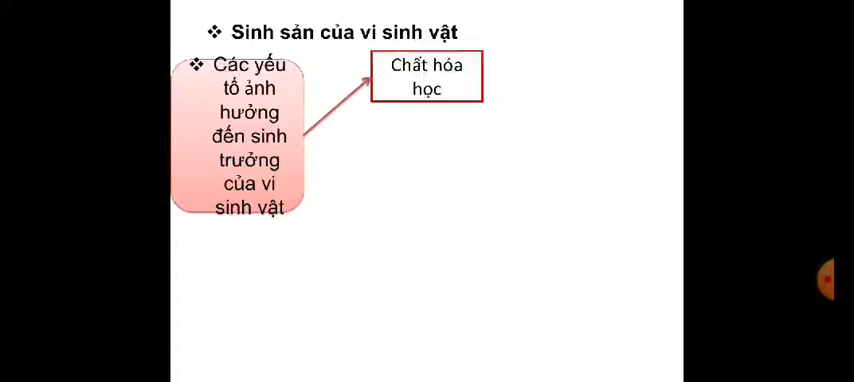 ❖ Sinh sản của vi sinh vật
❖ Các yếu
tố ảnh
hưởng
đến sinh
trưởng
của vi
sinh vật
Chất hóa
học